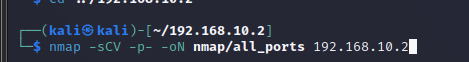 ┌──(kali㉿kali)-[~/192.168.10.2]
└─$ nmap -sCV -p- -oN nmap/all_ports 192.168.10.2